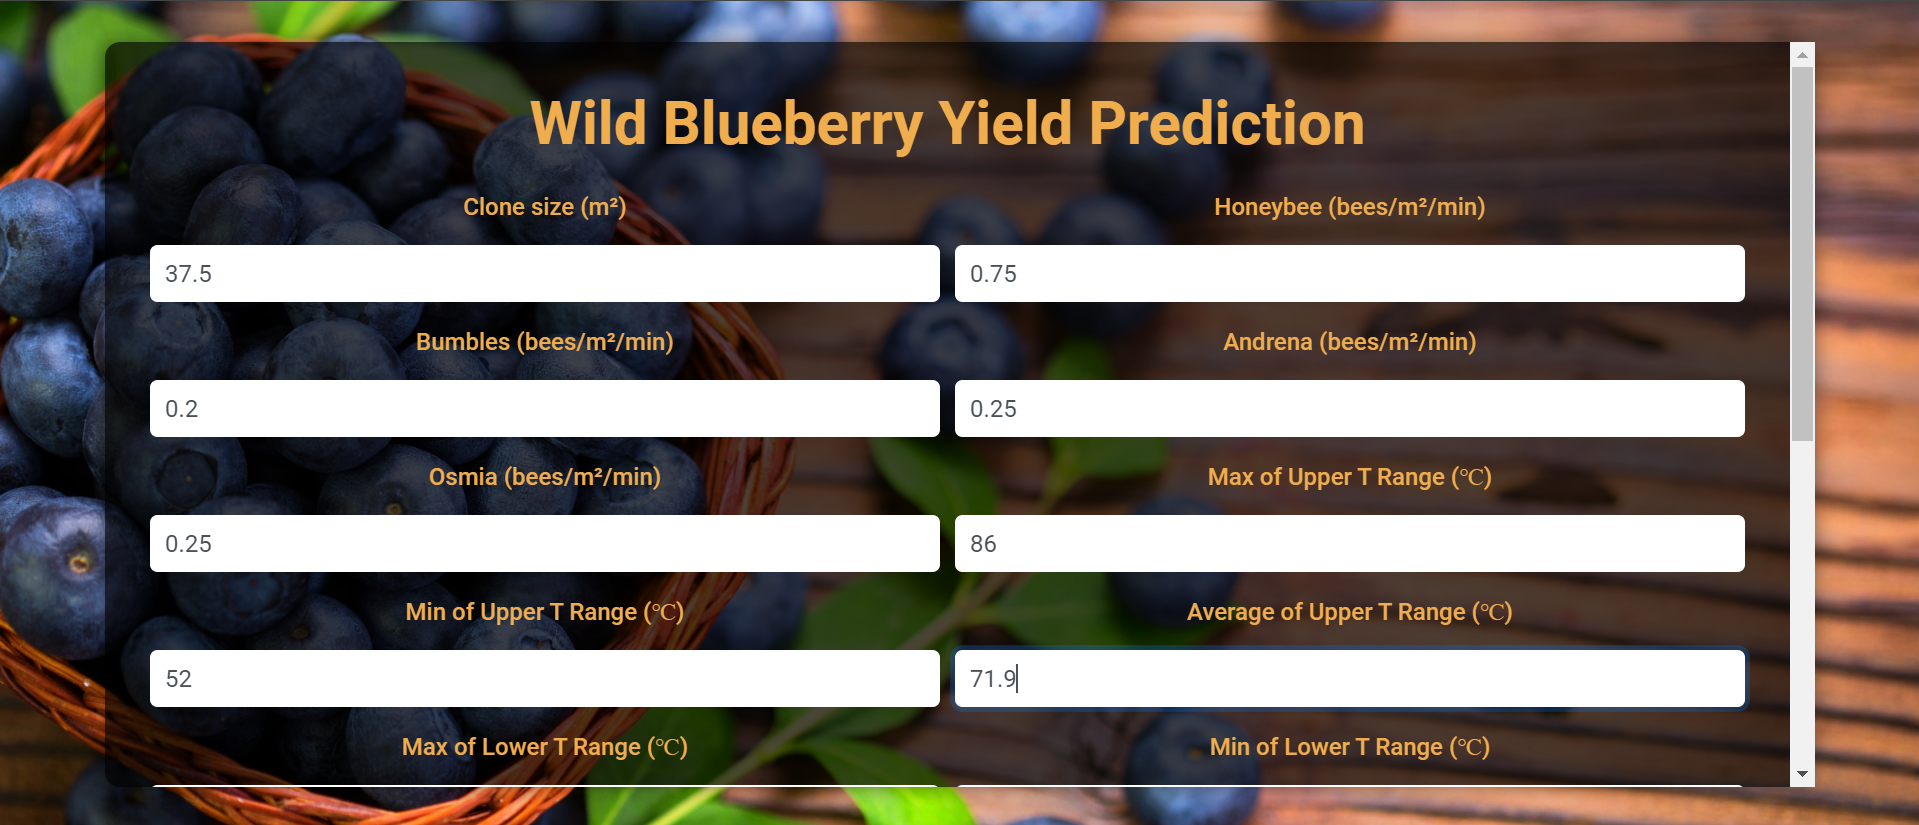 Wild Blueberry Yield Prediction
Clone size (m²)
Honeybee (bees/m²/min)
37.5
0.75
Bumbles (bees/m²/min)
Andrena (bees/m²/min)
0.2
0.25
Osmia (bees/m²/min)
Max of Upper T Range (℃)
0.25
86
Min of Upper T Range (℃)
Average of Upper T Range (℃)
52
71.9
Max of Lower T Range (℃)
Min of Lower T Range (℃)